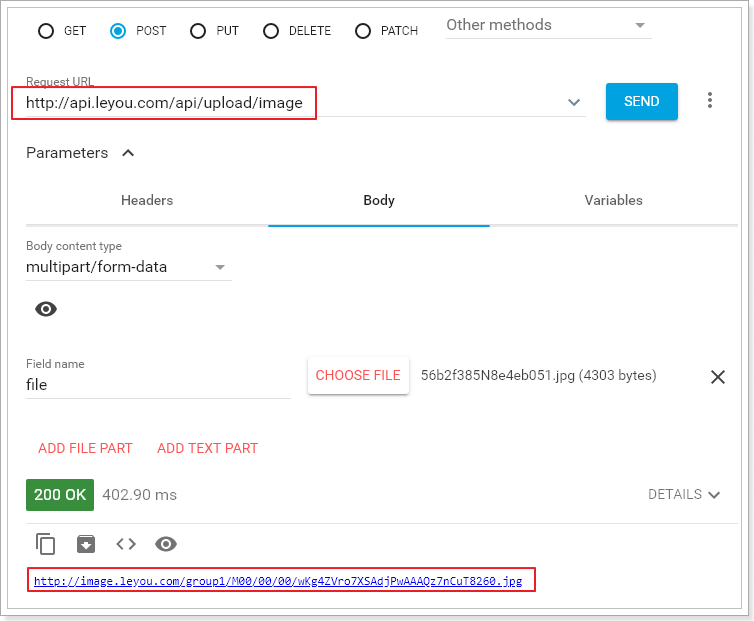 GET POST PUT DELETE PATCH Other methods
Request URL
http://api.leyou.com/api/upload/image SEND
Parameters
Headers Body Variables
Body content type
multipart/form-data
Field name
file CHOOSE FILE 56b2f385N8e4eb051.jpg (4303 bytes)
ADD FILE PART ADD TEXT PART
200 OK 402.90 ms DETAILS
http://image.leyou.com/group1/M00/00/00/wKg4ZVro7XSAdjPwAAAQz7nCuT8260.jpg